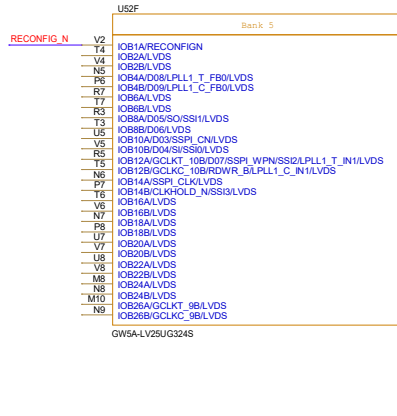 U52F
Bank 5
RECONFIG_N V2 IOB1A/RECONFIGN
T4 IOB2A/LVDS
V4 IOB2B/LVDS
N5 IOB4A/D08/LPLL1_T_FB0/LVDS
P6 IOB4B/D09/LPLL1_C_FB0/LVDS
R7 IOB6A/LVDS
T7 IOB6B/LVDS
R3 IOB8A/D05/SO/SSI1/LVDS
T3 IOB8B/D06/LVDS
U5 IOB10A/D03/SSPI_CN/LVDS
V5 IOB10B/D04/SI/SSI0/LVDS
R5 IOB12A/GCLKT_10B/D07/SSPI_WPN/SSI2/LPLL1_T_IN1/LVDS
T5 IOB12B/GCLKC_10B/RDWR_B/LPLL1_C_IN1/LVDS
N6 IOB14A/SSPI_CLK/LVDS
P7 IOB14B/CLKHOLD_N/SSI3/LVDS
T6 IOB16A/LVDS
V6 IOB16B/LVDS
N7 IOB18A/LVDS
P8 IOB18B/LVDS
U7 IOB20A/LVDS
V7 IOB20B/LVDS
U8 IOB22A/LVDS
V8 IOB22B/LVDS
M8 IOB24A/LVDS
N8 IOB24B/LVDS
M10 IOB26A/GCLKT_9B/LVDS
N9 IOB26B/GCLKC_9B/LVDS
GW5A-LV25UG324S